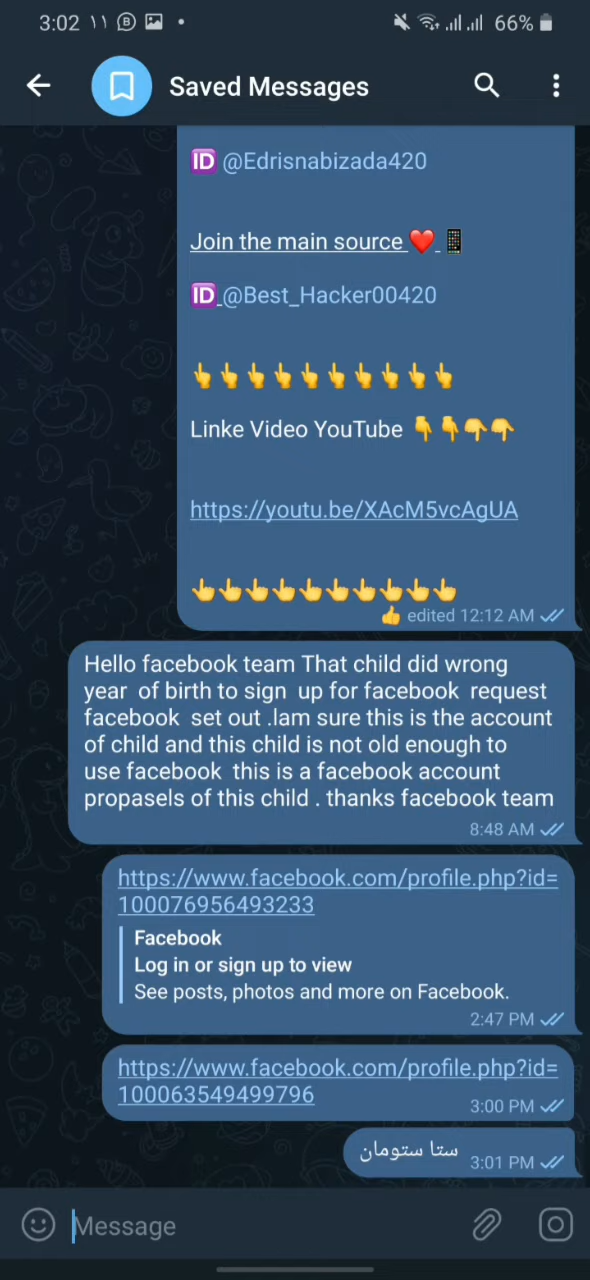 3:02
66%
Saved Messages
🆔 @Edrisnabizada420
Join the main source ❤️ 📱
🆔 @Best_Hacker00420
👆👆👆👆👆👆👆👆👆👆
Linke Video YouTube 👇👇👇👇
https://youtu.be/XAcM5vcAgUA
👆👆👆👆👆👆👆👆👆👆
👍 edited 12:12 AM
Hello facebook team That child did wrong
year of birth to sign up for facebook request
facebook set out .Iam sure this is the account
of child and this child is not old enough to
use facebook this is a facebook account
propasels of this child . thanks facebook team
8:48 AM
https://www.facebook.com/profile.php?id=
100076956493233
Facebook
Log in or sign up to view
See posts, photos and more on Facebook.
2:47 PM
https://www.facebook.com/profile.php?id=
100063549499796
3:00 PM
ستا ستومان
3:01 PM
Message